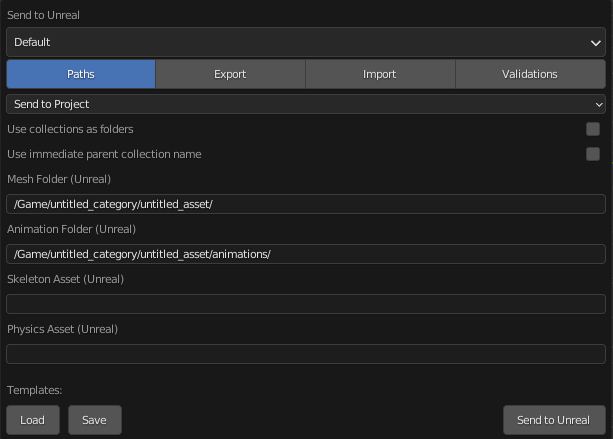 Send to Unreal
Default
Paths Export Import Validations
Send to Project
Use collections as folders
Use immediate parent collection name
Mesh Folder (Unreal)
/Game/untitled_category/untitled_asset/
Animation Folder (Unreal)
/Game/untitled_category/untitled_asset/animations/
Skeleton Asset (Unreal)
Physics Asset (Unreal)
Templates:
Load Save Send to Unreal